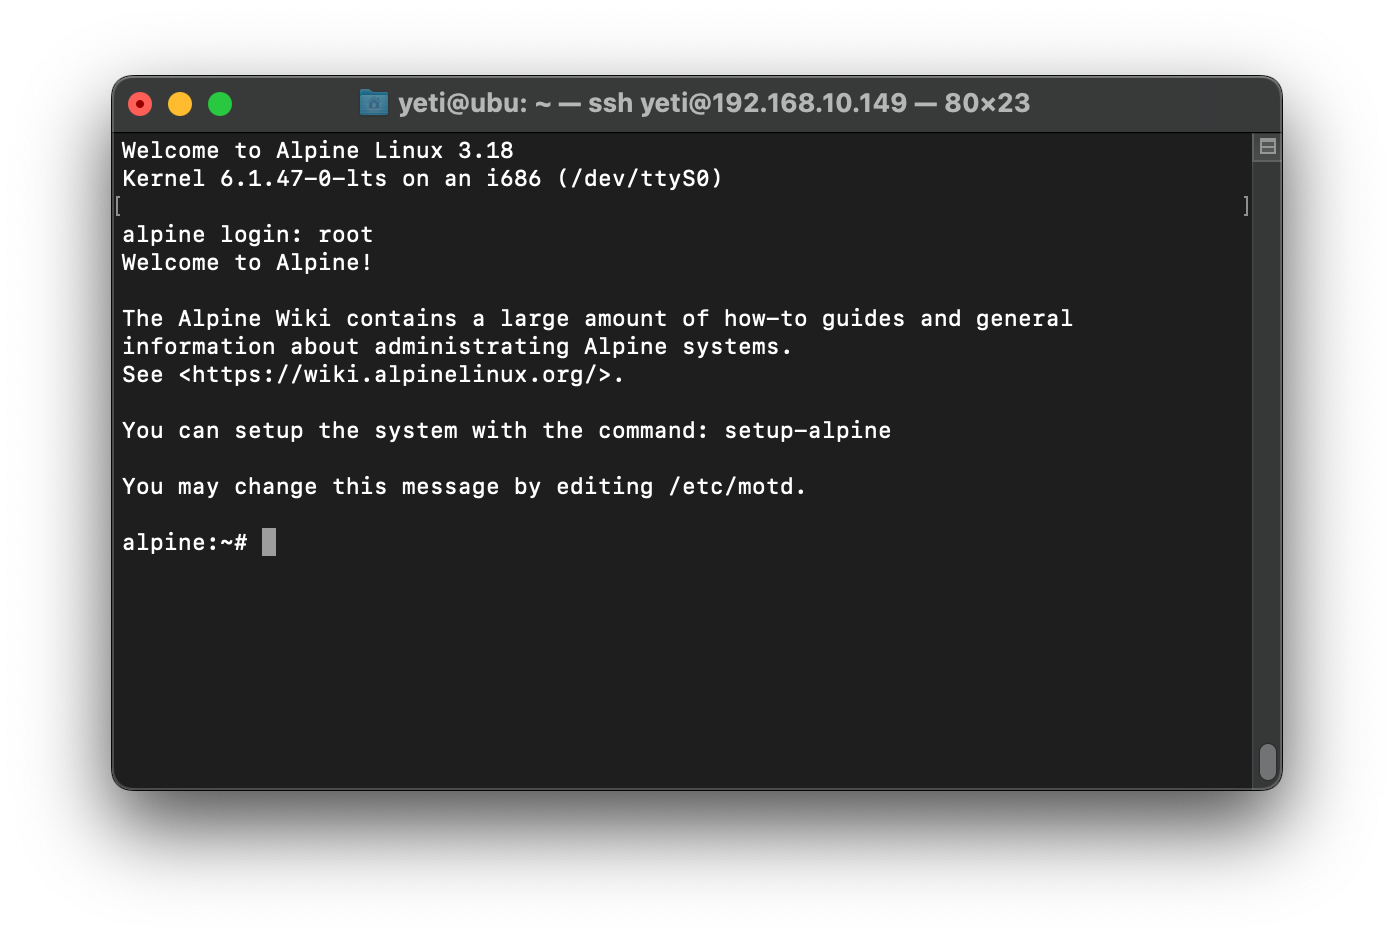 yeti@ubu: ~ — ssh yeti@192.168.10.149 — 80×23
Welcome to Alpine Linux 3.18
Kernel 6.1.47-0-lts on an i686 (/dev/ttyS0)
[ ]
alpine login: root
Welcome to Alpine!
The Alpine Wiki contains a large amount of how-to guides and general
information about administrating Alpine systems.
See <https://wiki.alpinelinux.org/>.
You can setup the system with the command: setup-alpine
You may change this message by editing /etc/motd.
alpine:~#